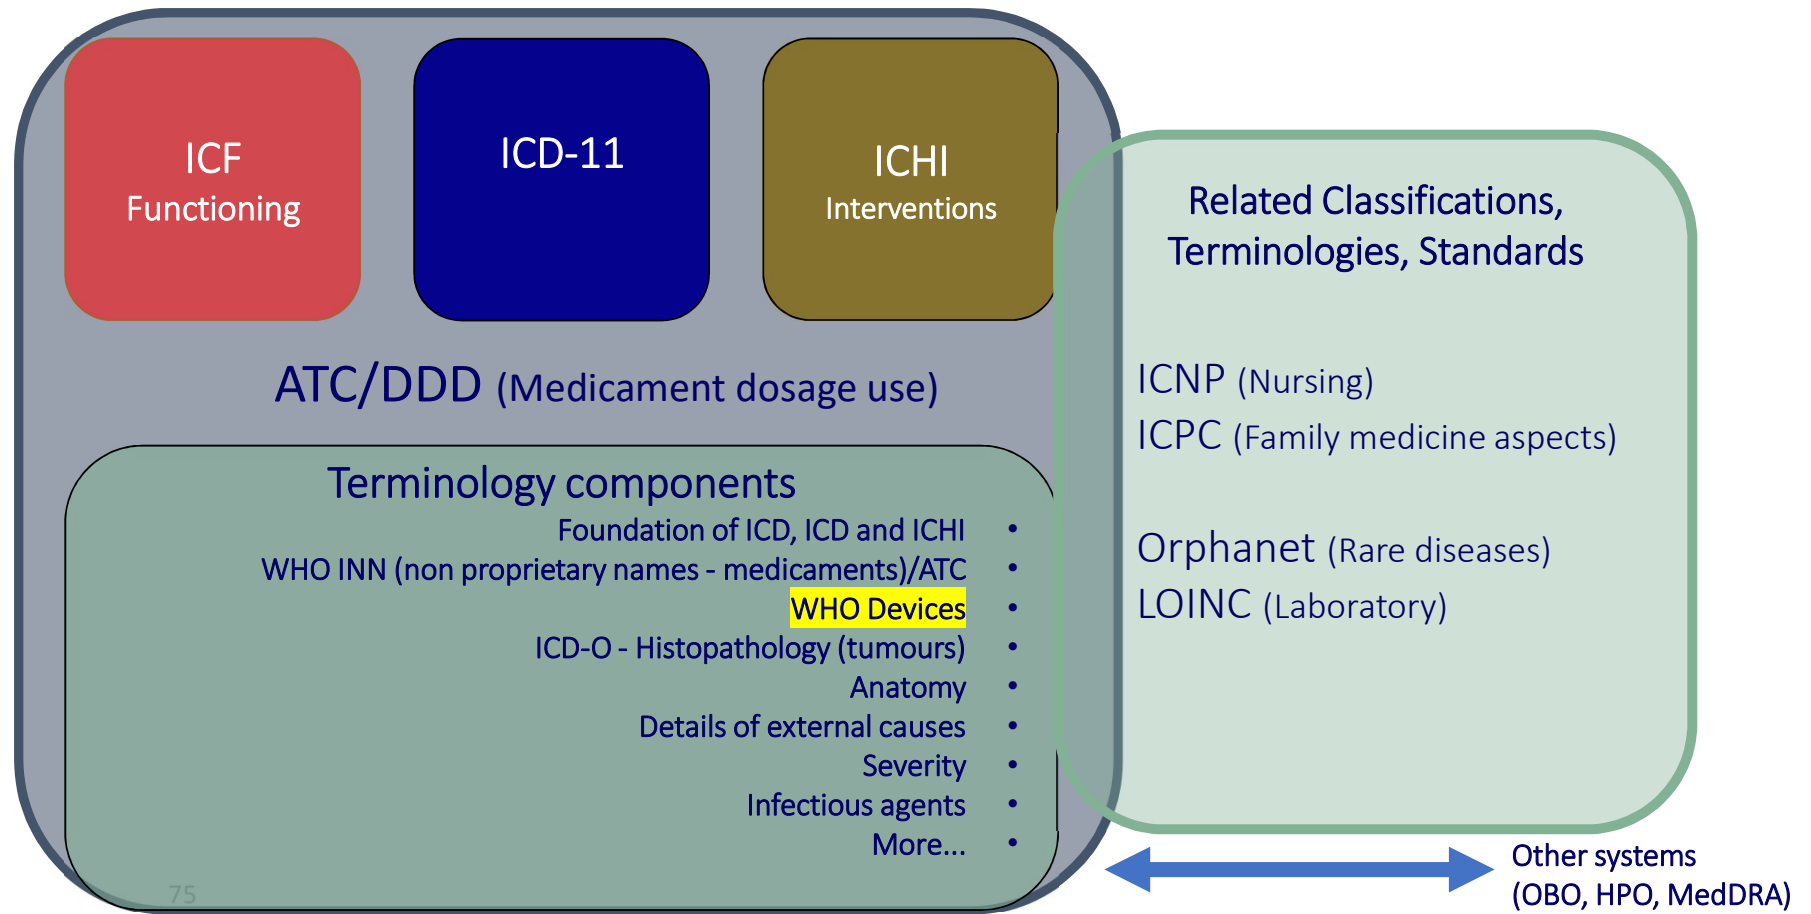 ICF
Functioning
ICD-11
ICHI
Interventions
ATC/DDD (Medicament dosage use)
Terminology components
Foundation of ICD, ICD and ICHI •
WHO INN (non proprietary names - medicaments)/ATC •
WHO Devices •
ICD-O - Histopathology (tumours) •
Anatomy •
Details of external causes •
Severity •
Infectious agents •
More... •
75
Related Classifications,
Terminologies, Standards
ICNP (Nursing)
ICPC (Family medicine aspects)
Orphanet (Rare diseases)
LOINC (Laboratory)
Other systems
(OBO, HPO, MedDRA)